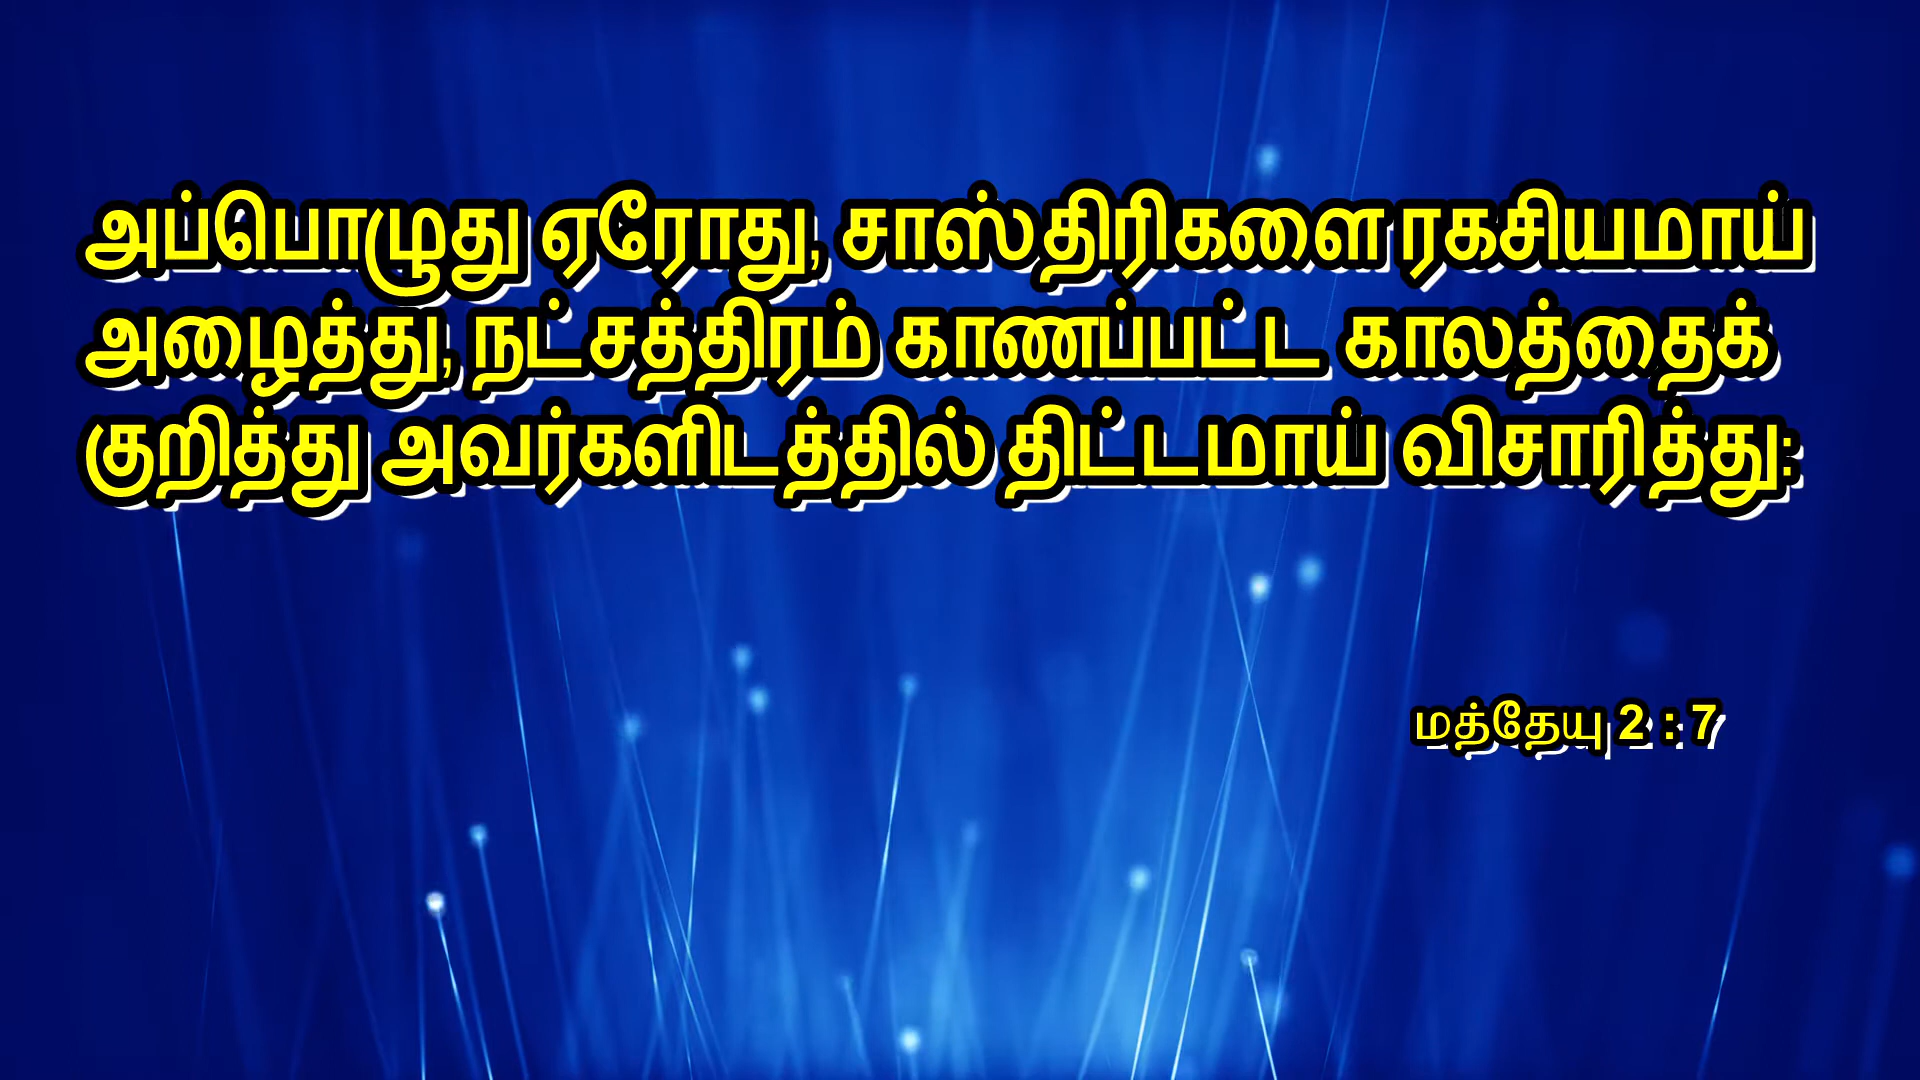 அப்பொழுது ஏரோது, சாஸ்திரிகளை ரகசியமாய்
அழைத்து, நட்சத்திரம் காணப்பட்ட காலத்தைக்
குறித்து அவர்களிடத்தில் திட்டமாய் விசாரித்து:
மத்தேயு 2 : 7